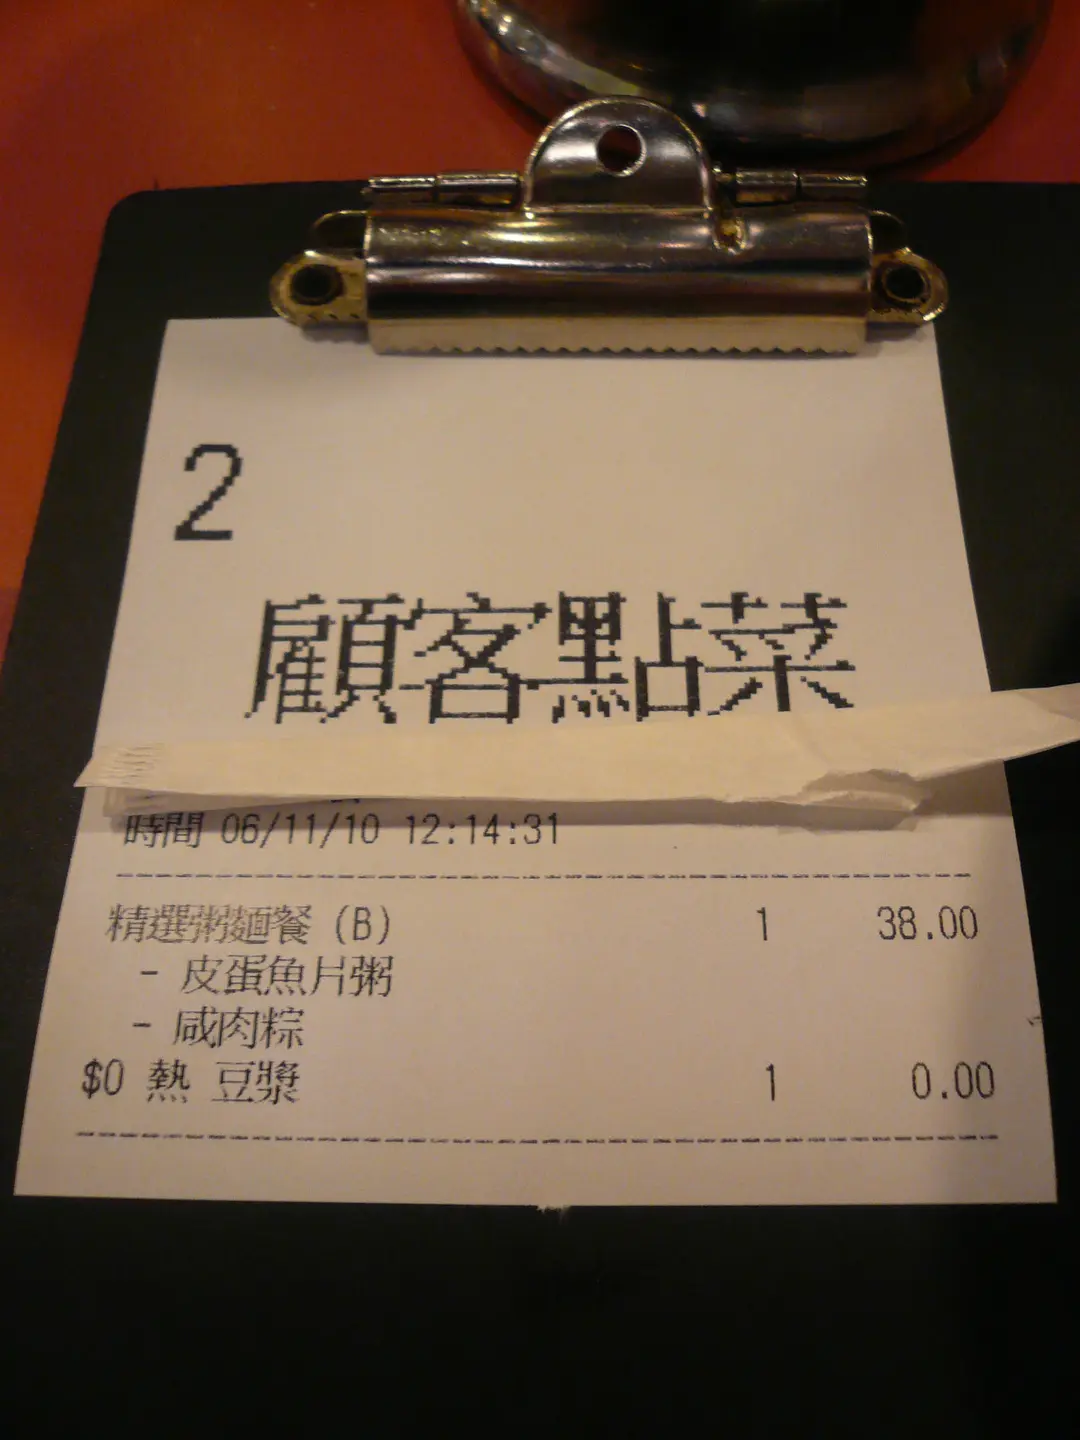 2
顧客點菜
時間 06/11/10 12:14:31
精選粥麵餐 (B) 1 38.00
- 皮蛋魚片粥
- 咸肉粽
$0 熱 豆漿 1 0.00